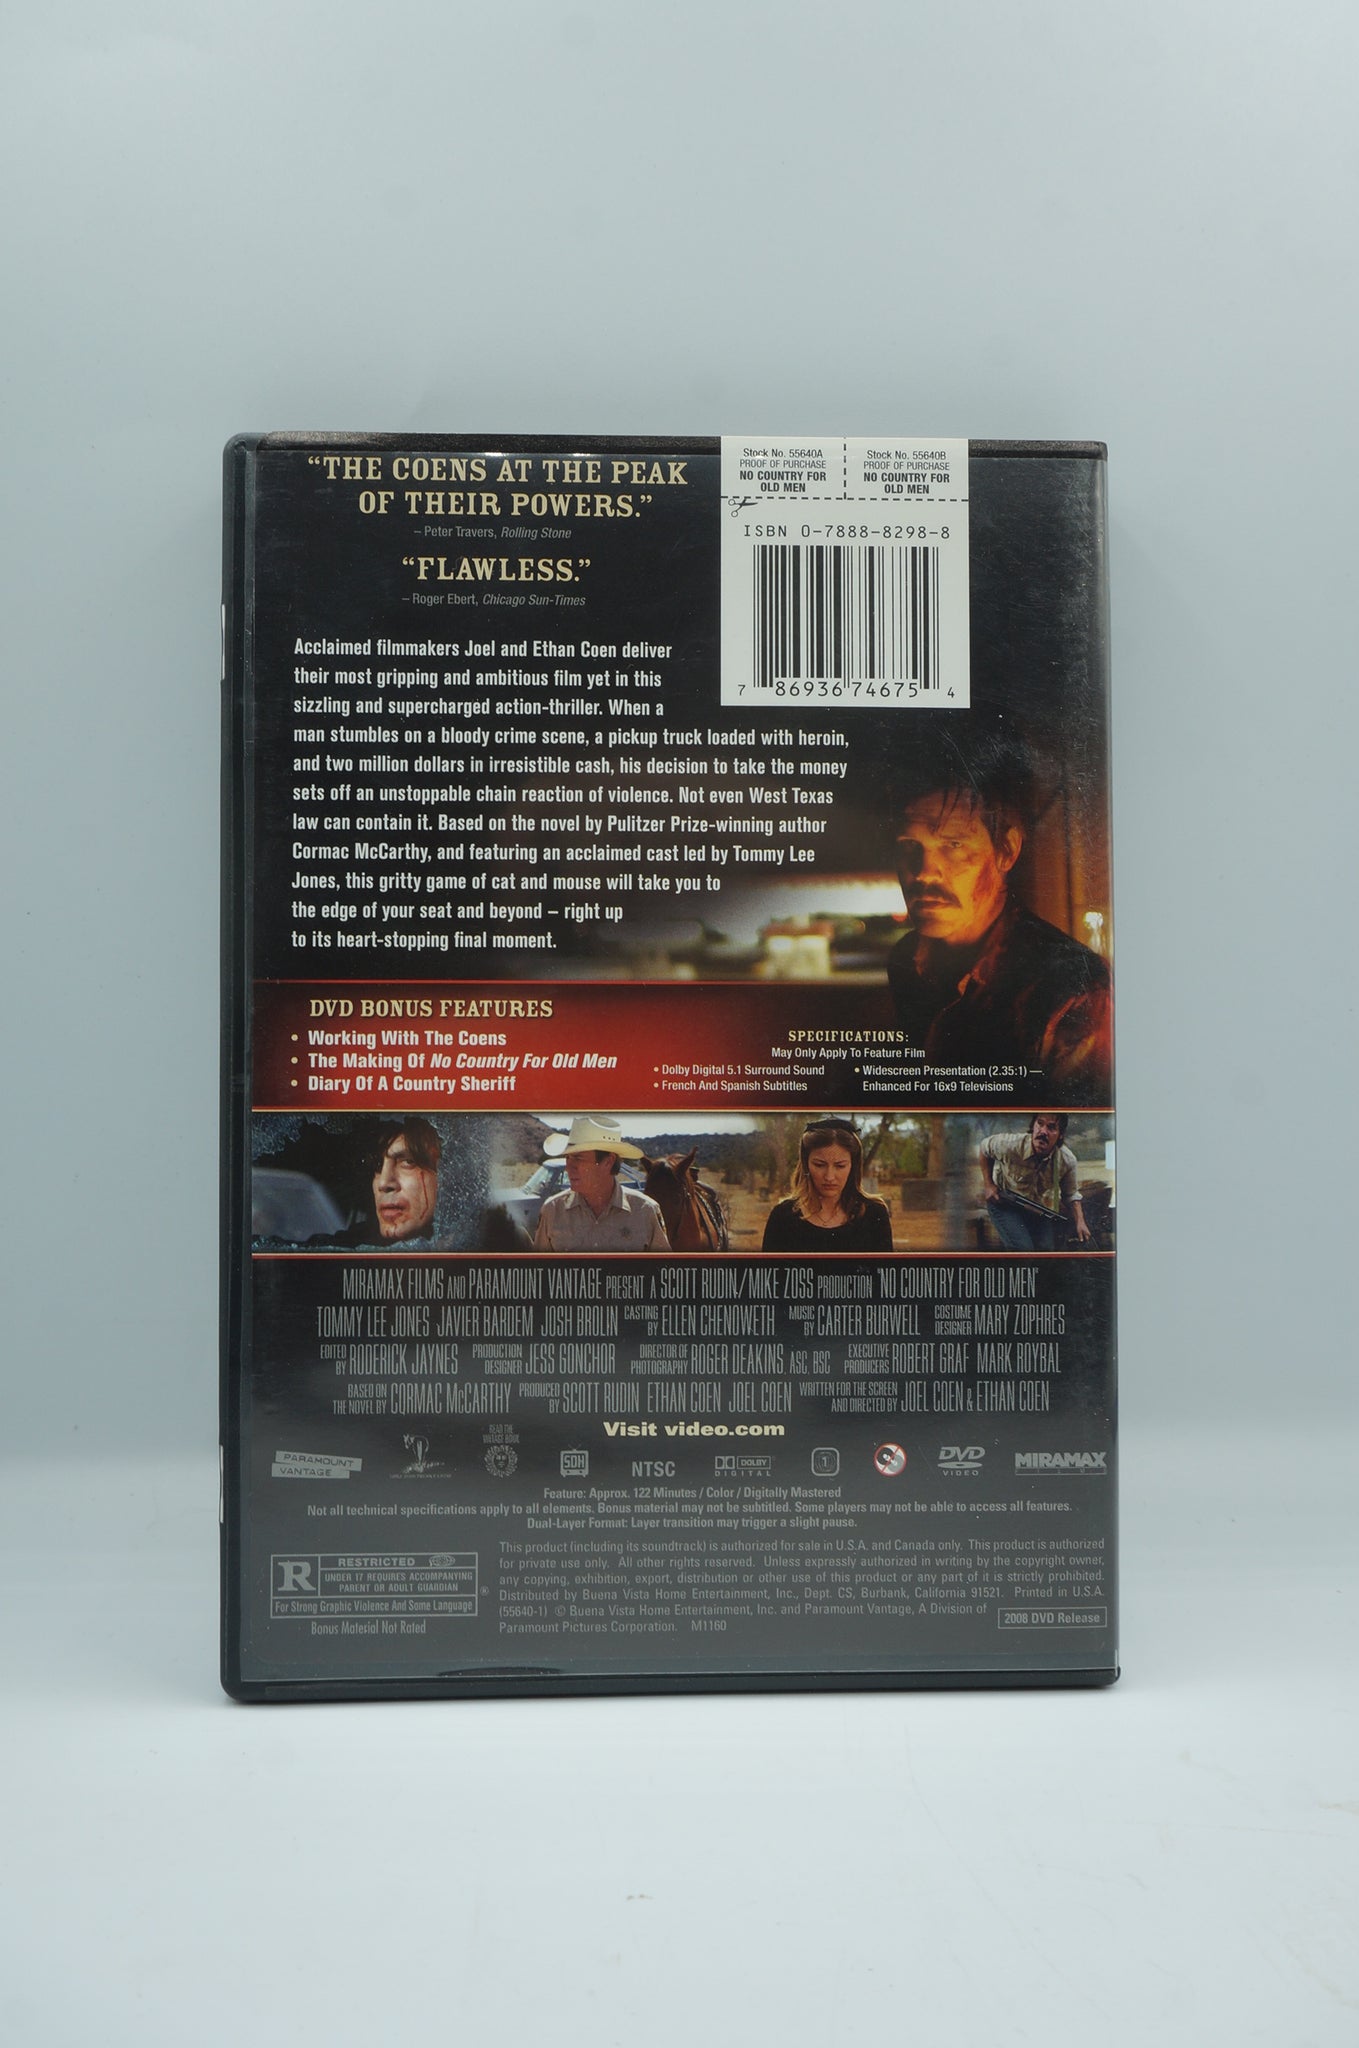 “THE COENS AT THE PEAK
OF THEIR POWERS.”
– Peter Travers, Rolling Stone
“FLAWLESS.”
– Roger Ebert, Chicago Sun-Times
Stock No. 55640A
PROOF OF PURCHASE
NO COUNTRY FOR
OLD MEN
Stock No. 55640B
PROOF OF PURCHASE
NO COUNTRY FOR
OLD MEN
ISBN 0-7888-8298-8
7 86936 74675 4
Acclaimed filmmakers Joel and Ethan Coen deliver
their most gripping and ambitious film yet in this
sizzling and supercharged action-thriller. When a
man stumbles on a bloody crime scene, a pickup truck loaded with heroin,
and two million dollars in irresistible cash, his decision to take the money
sets off an unstoppable chain reaction of violence. Not even West Texas
law can contain it. Based on the novel by Pulitzer Prize-winning author
Cormac McCarthy, and featuring an acclaimed cast led by Tommy Lee
Jones, this gritty game of cat and mouse will take you to
the edge of your seat and beyond – right up
to its heart-stopping final moment.
DVD BONUS FEATURES
• Working With The Coens
• The Making Of No Country For Old Men
• Diary Of A Country Sheriff
SPECIFICATIONS:
May Only Apply To Feature Film
• Dolby Digital 5.1 Surround Sound
• French And Spanish Subtitles
• Widescreen Presentation (2.35:1) —
Enhanced For 16x9 Televisions
MIRAMAX FILMS AND PARAMOUNT VANTAGE PRESENT A SCOTT RUDIN/MIKE ZOSS PRODUCTION "NO COUNTRY FOR OLD MEN"
TOMMY LEE JONES JAVIER BARDEM JOSH BROLIN CASTING BY ELLEN CHENOWETH MUSIC BY CARTER BURWELL COSTUME DESIGNER MARY ZOPHRES
EDITED BY RODERICK JAYNES PRODUCTION DESIGNER JESS GONCHOR DIRECTOR OF PHOTOGRAPHY ROGER DEAKINS, ASC, BSC EXECUTIVE PRODUCERS ROBERT GRAF MARK ROYBAL
BASED ON THE NOVEL BY CORMAC McCARTHY PRODUCED BY SCOTT RUDIN ETHAN COEN JOEL COEN WRITTEN FOR THE SCREEN AND DIRECTED BY JOEL COEN & ETHAN COEN
Visit video.com
PARAMOUNT
VANTAGE
READ THE
VINTAGE BOOK
SDH
NTSC
DOLBY
DIGITAL
1
DVD
VIDEO
MIRAMAX
Feature: Approx. 122 Minutes / Color / Digitally Mastered
Not all technical specifications apply to all elements. Bonus material may not be subtitled. Some players may not be able to access all features.
Dual-Layer Format: Layer transition may trigger a slight pause.
R
RESTRICTED
UNDER 17 REQUIRES ACCOMPANYING
PARENT OR ADULT GUARDIAN
®
For Strong Graphic Violence And Some Language
Bonus Material Not Rated
This product (including its soundtrack) is authorized for sale in U.S.A. and Canada only. This product is authorized
for private use only. All other rights reserved. Unless expressly authorized in writing by the copyright owner,
any copying, exhibition, export, distribution or other use of this product or any part of it is strictly prohibited.
Distributed by Buena Vista Home Entertainment, Inc., Dept. CS, Burbank, California 91521. Printed in U.S.A.
(55640-1) © Buena Vista Home Entertainment, Inc. and Paramount Vantage, A Division of
Paramount Pictures Corporation. M1160
2008 DVD Release